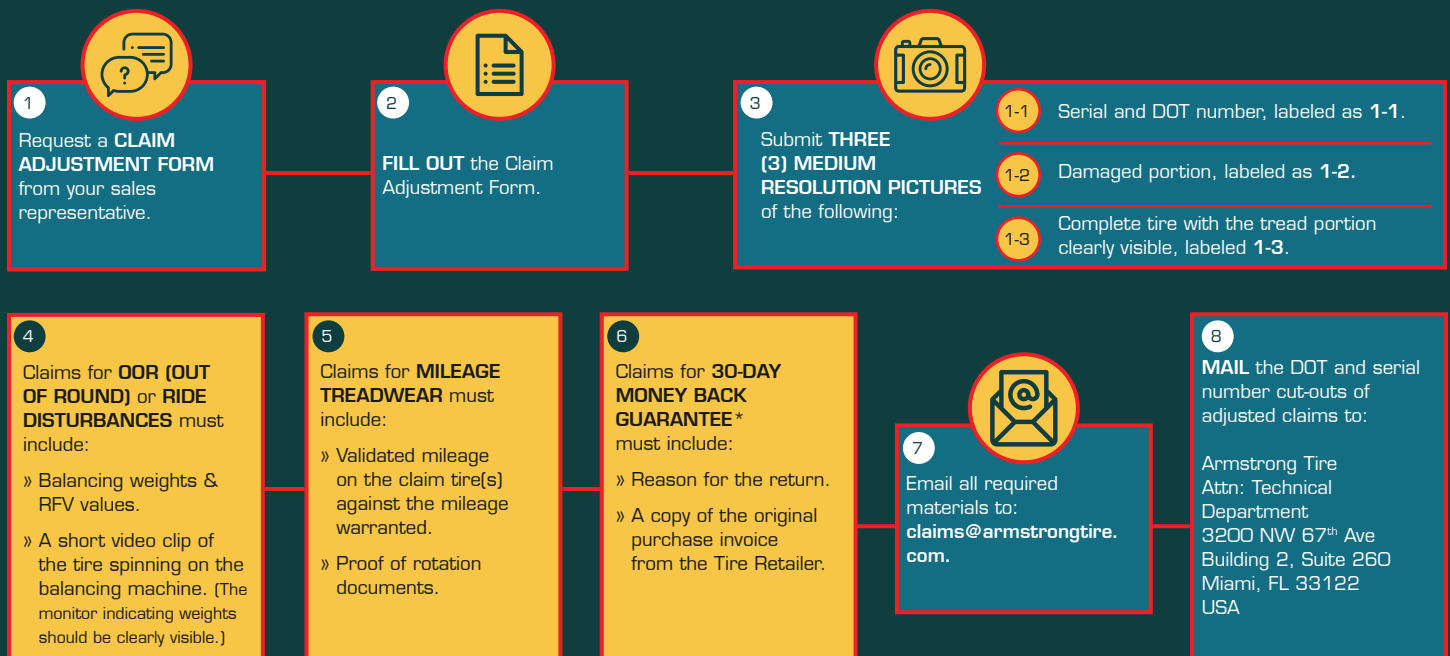 1
Request a CLAIM
ADJUSTMENT FORM
from your sales
representative.
2
FILL OUT the Claim
Adjustment Form.
3
Submit THREE
(3) MEDIUM
RESOLUTION PICTURES
of the following:
1-1
Serial and DOT number, labeled as 1-1.
1-2
Damaged portion, labeled as 1-2.
1-3
Complete tire with the tread portion
clearly visible, labeled 1-3.
4
Claims for OOR (OUT
OF ROUND) or RIDE
DISTURBANCES must
include:
» Balancing weights &
RFV values.
» A short video clip of
the tire spinning on the
balancing machine. (The
monitor indicating weights
should be clearly visible.)
5
Claims for MILEAGE
TREADWEAR must
include:
» Validated mileage
on the claim tire(s)
against the mileage
warranted.
» Proof of rotation
documents.
6
Claims for 30-DAY
MONEY BACK
GUARANTEE*
must include:
» Reason for the return.
» A copy of the original
purchase invoice
from the Tire Retailer.
7
Email all required
materials to:
claims@armstrongtire.
com.
8
MAIL the DOT and serial
number cut-outs of
adjusted claims to:
Armstrong Tire
Attn: Technical
Department
3200 NW 67th Ave
Building 2, Suite 260
Miami, FL 33122
USA